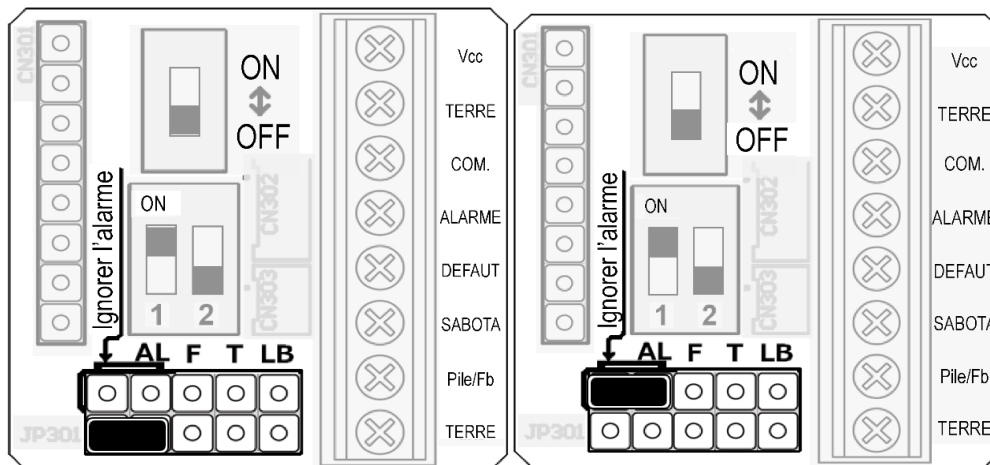 CN301
ON
OFF
Ignorer l'alarme
ON
1 2
CN302
CN303
AL F T LB
JP301
Vcc
TERRE
COM.
ALARME
DEFAUT
SABOTA
Pile/Fb
TERRE
CN301
ON
OFF
Ignorer l'alarme
ON
1 2
CN302
CN303
AL F T LB
JP301
Vcc
TERRE
COM.
ALARME
DEFAUT
SABOTA
Pile/Fb
TERRE